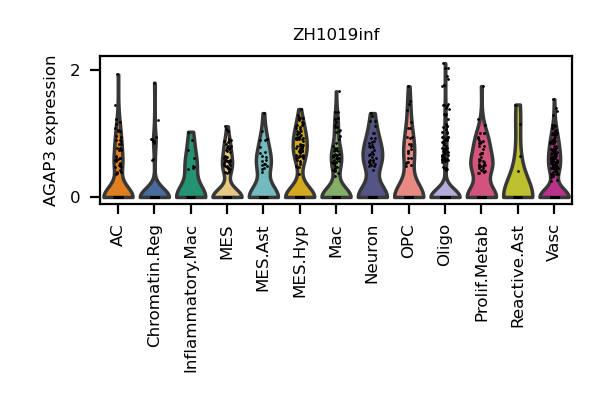 ZH1019inf
AGAP3 expression
2
0
AC
Chromatin.Reg
Inflammatory.Mac
MES
MES.Ast
MES.Hyp
Mac
Neuron
OPC
Oligo
Prolif.Metab
Reactive.Ast
Vasc